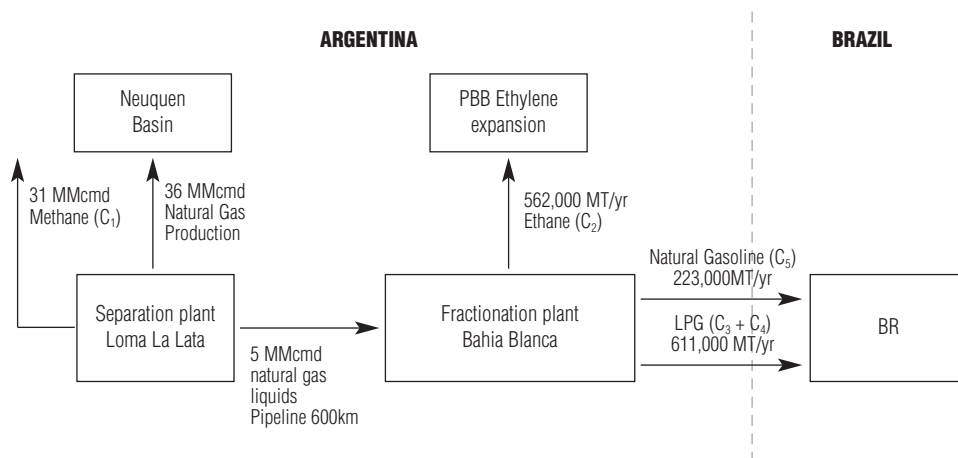 ARGENTINA
BRAZIL
Neuquen
Basin
PBB Ethylene
expansion
31 MMcmd
Methane (C₁)
36 MMcmd
Natural Gas
Production
562,000 MT/yr
Ethane (C₂)
Natural Gasoline (C₅)
223,000MT/yr
Separation plant
Loma La Lata
Fractionation plant
Bahia Blanca
LPG (C₃ + C₄)
611,000 MT/yr
BR
5 MMcmd
natural gas
liquids
Pipeline 600km